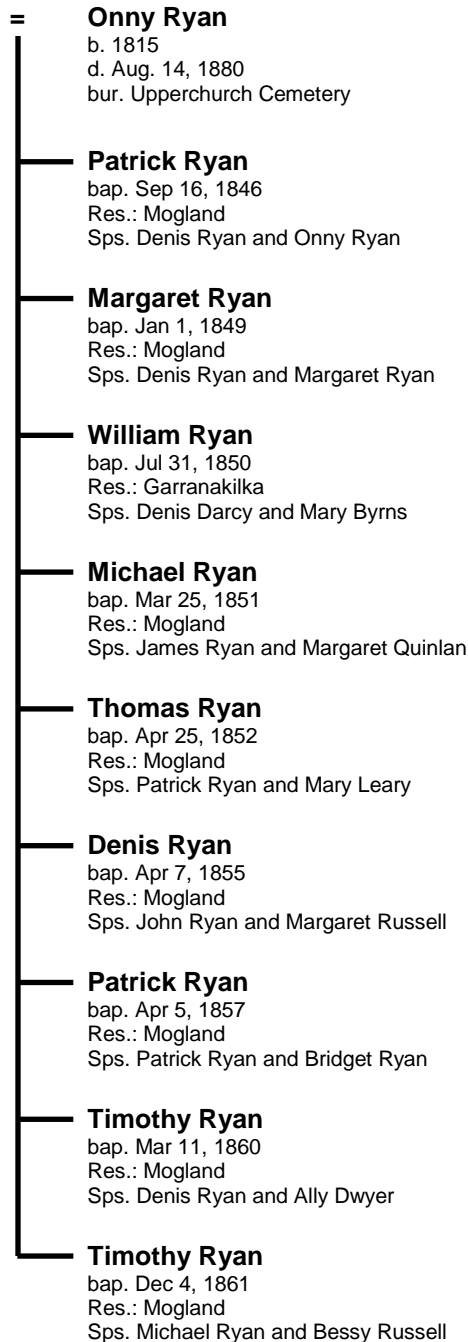 = Onny Ryan
b. 1815
d. Aug. 14, 1880
bur. Upperchurch Cemetery
Patrick Ryan
bap. Sep 16, 1846
Res.: Mogland
Sps. Denis Ryan and Onny Ryan
Margaret Ryan
bap. Jan 1, 1849
Res.: Mogland
Sps. Denis Ryan and Margaret Ryan
William Ryan
bap. Jul 31, 1850
Res.: Garranakilka
Sps. Denis Darcy and Mary Byrns
Michael Ryan
bap. Mar 25, 1851
Res.: Mogland
Sps. James Ryan and Margaret Quinlan
Thomas Ryan
bap. Apr 25, 1852
Res.: Mogland
Sps. Patrick Ryan and Mary Leary
Denis Ryan
bap. Apr 7, 1855
Res.: Mogland
Sps. John Ryan and Margaret Russell
Patrick Ryan
bap. Apr 5, 1857
Res.: Mogland
Sps. Patrick Ryan and Bridget Ryan
Timothy Ryan
bap. Mar 11, 1860
Res.: Mogland
Sps. Denis Ryan and Ally Dwyer
Timothy Ryan
bap. Dec 4, 1861
Res.: Mogland
Sps. Michael Ryan and Bessy Russell